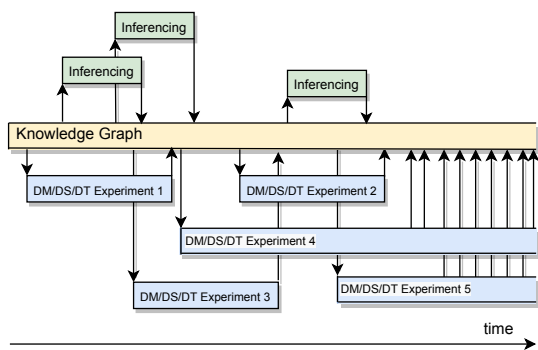 Inferencing
Inferencing
Inferencing
Knowledge Graph
DM/DS/DT Experiment 1
DM/DS/DT Experiment 2
DM/DS/DT Experiment 4
DM/DS/DT Experiment 3
DM/DS/DT Experiment 5
time